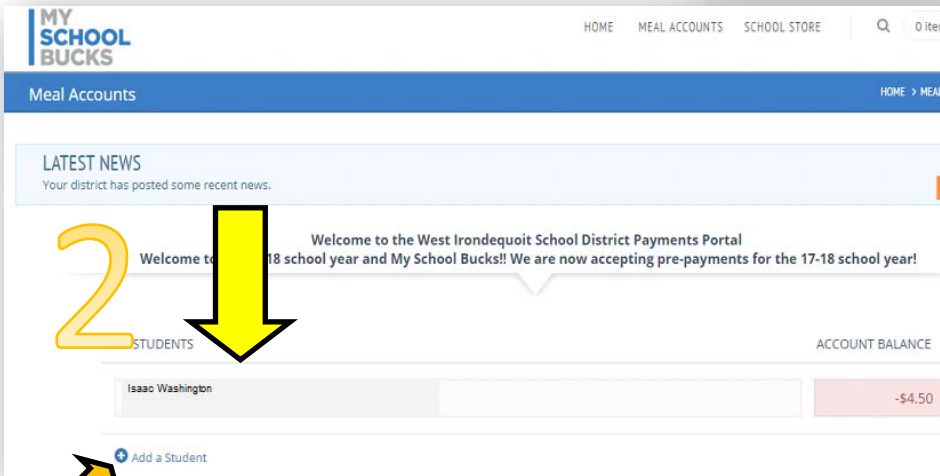 MY
SCHOOL
BUCKS
HOME MEAL ACCOUNTS SCHOOL STORE 0
Meal Accounts HOME >
LATEST NEWS
Your district has posted some recent news.
2
Welcome to the West Irondequoit School District Payments Portal
Welcome 18 school year and My School Bucks!! We are now accepting pre-payments for the 17-18 school year!
STUDENTS ACCOUNT BALANCE
Isaac Washington -$4.50
Add a Student